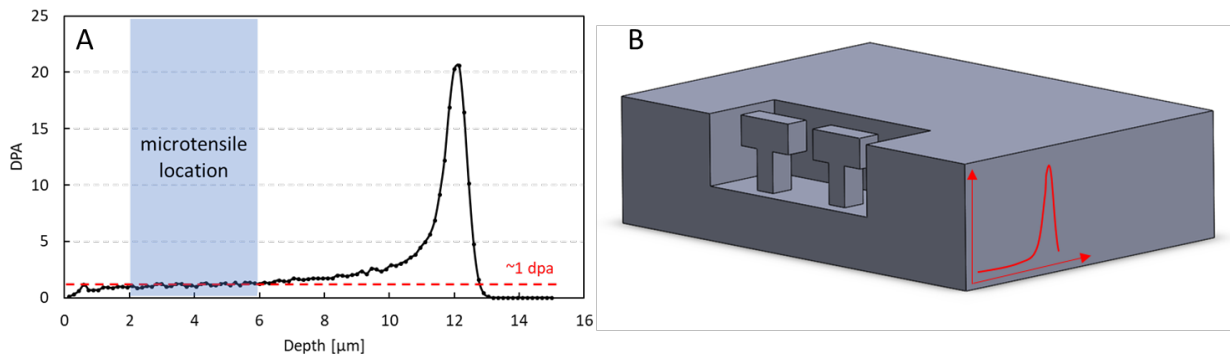 A
B
25
20
15
10
5
0
DPA
microtensile
location
~1 dpa
0 2 4 6 8 10 12 14 16
Depth [μm]